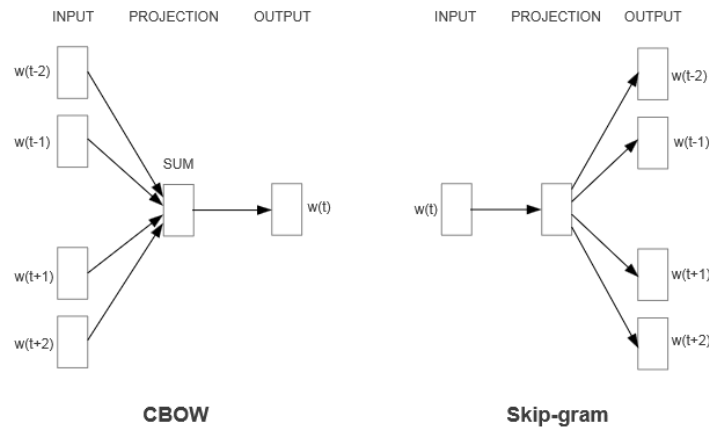 INPUT PROJECTION OUTPUT
w(t-2)
w(t-1)
SUM
w(t)
w(t+1)
w(t+2)
CBOW
INPUT PROJECTION OUTPUT
w(t-2)
w(t-1)
w(t)
w(t+1)
w(t+2)
Skip-gram